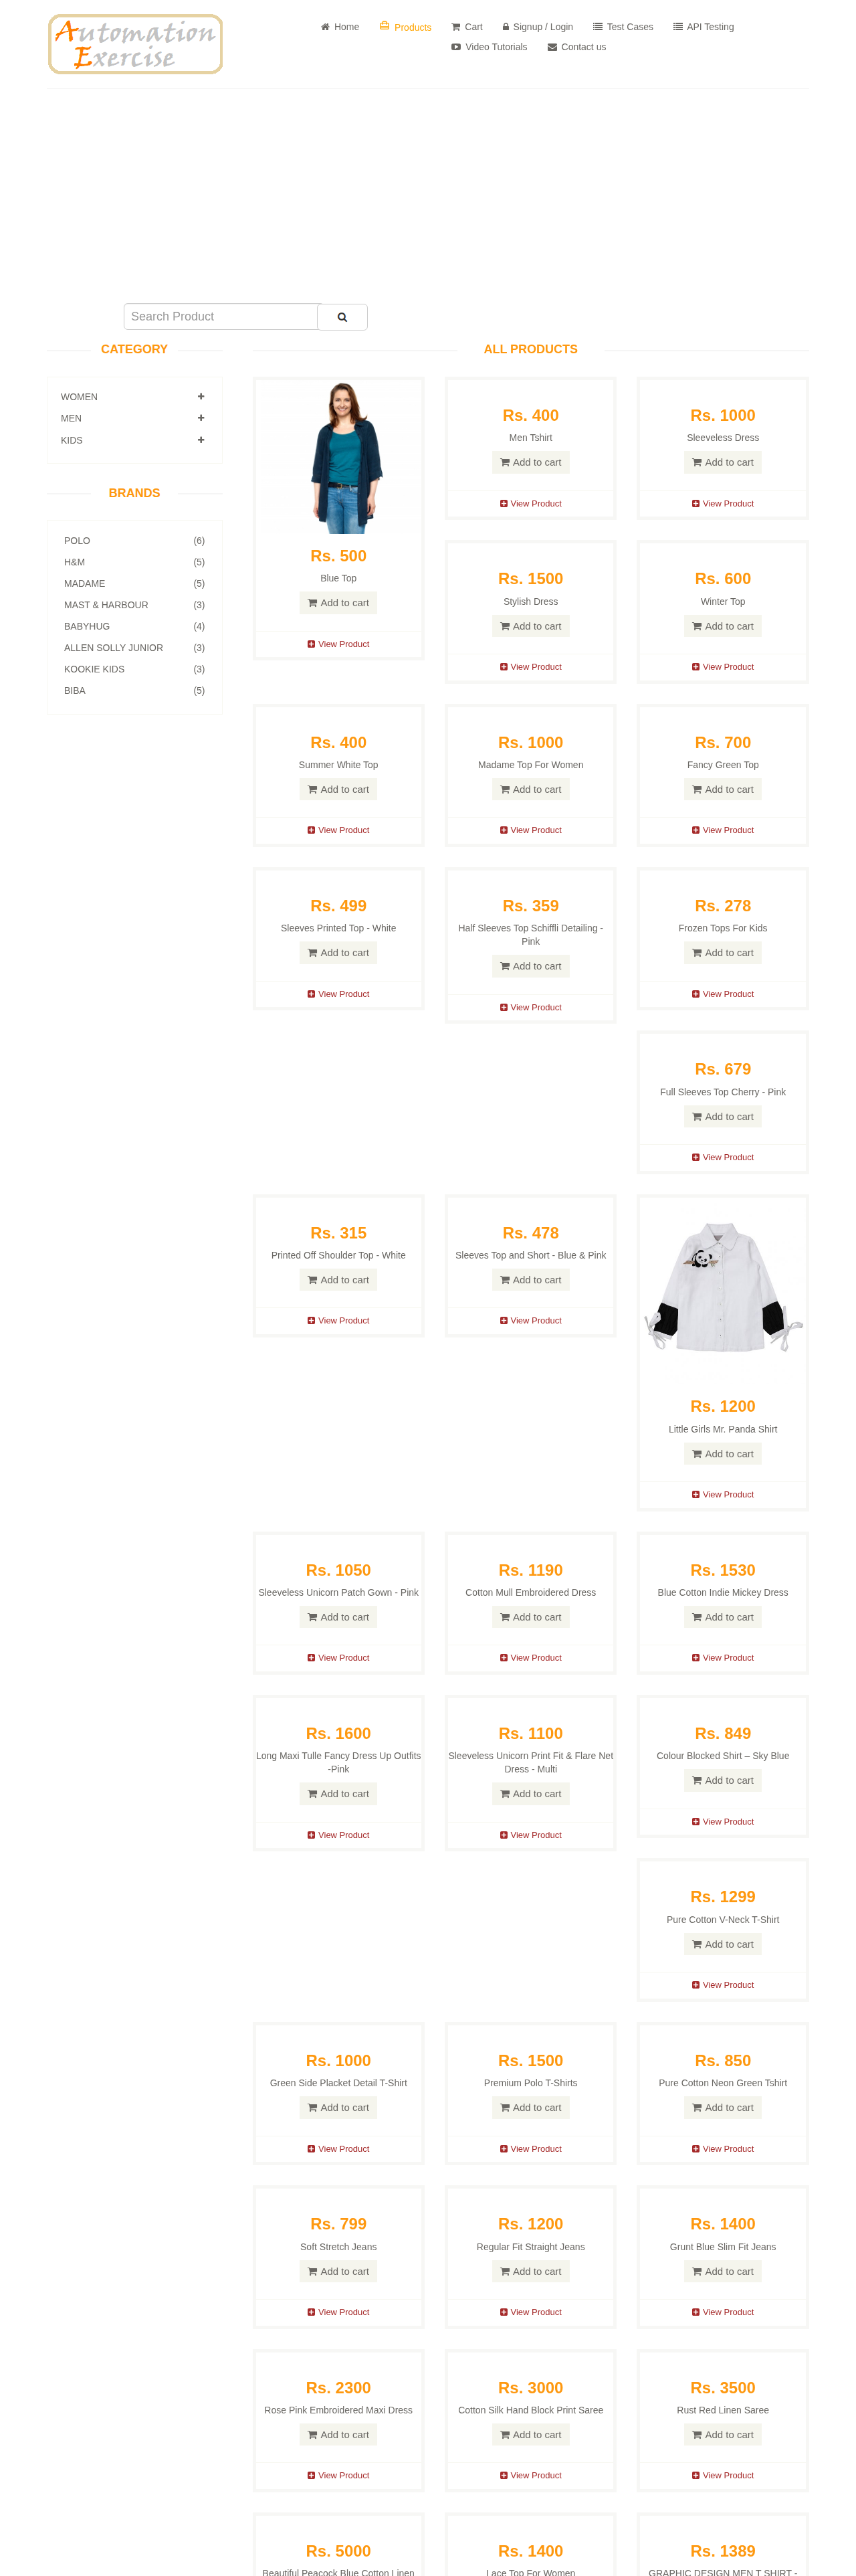 Automation
Exercise
Home
Products
Cart
Signup / Login
Test Cases
API Testing
Video Tutorials
Contact us
Search Product
CATEGORY
WOMEN
MEN
KIDS
BRANDS
POLO (6)
H&M (5)
MADAME (5)
MAST & HARBOUR (3)
BABYHUG (4)
ALLEN SOLLY JUNIOR (3)
KOOKIE KIDS (3)
BIBA (5)
ALL PRODUCTS
Rs. 500
Blue Top
Add to cart
View Product
Rs. 400
Men Tshirt
Add to cart
View Product
Rs. 1000
Sleeveless Dress
Add to cart
View Product
Rs. 1500
Stylish Dress
Add to cart
View Product
Rs. 600
Winter Top
Add to cart
View Product
Rs. 400
Summer White Top
Add to cart
View Product
Rs. 1000
Madame Top For Women
Add to cart
View Product
Rs. 700
Fancy Green Top
Add to cart
View Product
Rs. 499
Sleeves Printed Top - White
Add to cart
View Product
Rs. 359
Half Sleeves Top Schiffli Detailing -
Pink
Add to cart
View Product
Rs. 278
Frozen Tops For Kids
Add to cart
View Product
Rs. 679
Full Sleeves Top Cherry - Pink
Add to cart
View Product
Rs. 315
Printed Off Shoulder Top - White
Add to cart
View Product
Rs. 478
Sleeves Top and Short - Blue & Pink
Add to cart
View Product
Rs. 1200
Little Girls Mr. Panda Shirt
Add to cart
View Product
Rs. 1050
Sleeveless Unicorn Patch Gown - Pink
Add to cart
View Product
Rs. 1190
Cotton Mull Embroidered Dress
Add to cart
View Product
Rs. 1530
Blue Cotton Indie Mickey Dress
Add to cart
View Product
Rs. 1600
Long Maxi Tulle Fancy Dress Up Outfits
-Pink
Add to cart
View Product
Rs. 1100
Sleeveless Unicorn Print Fit & Flare Net
Dress - Multi
Add to cart
View Product
Rs. 849
Colour Blocked Shirt – Sky Blue
Add to cart
View Product
Rs. 1299
Pure Cotton V-Neck T-Shirt
Add to cart
View Product
Rs. 1000
Green Side Placket Detail T-Shirt
Add to cart
View Product
Rs. 1500
Premium Polo T-Shirts
Add to cart
View Product
Rs. 850
Pure Cotton Neon Green Tshirt
Add to cart
View Product
Rs. 799
Soft Stretch Jeans
Add to cart
View Product
Rs. 1200
Regular Fit Straight Jeans
Add to cart
View Product
Rs. 1400
Grunt Blue Slim Fit Jeans
Add to cart
View Product
Rs. 2300
Rose Pink Embroidered Maxi Dress
Add to cart
View Product
Rs. 3000
Cotton Silk Hand Block Print Saree
Add to cart
View Product
Rs. 3500
Rust Red Linen Saree
Add to cart
View Product
Rs. 5000
Beautiful Peacock Blue Cotton Linen
Rs. 1400
Lace Top For Women
Rs. 1389
GRAPHIC DESIGN MEN T SHIRT -